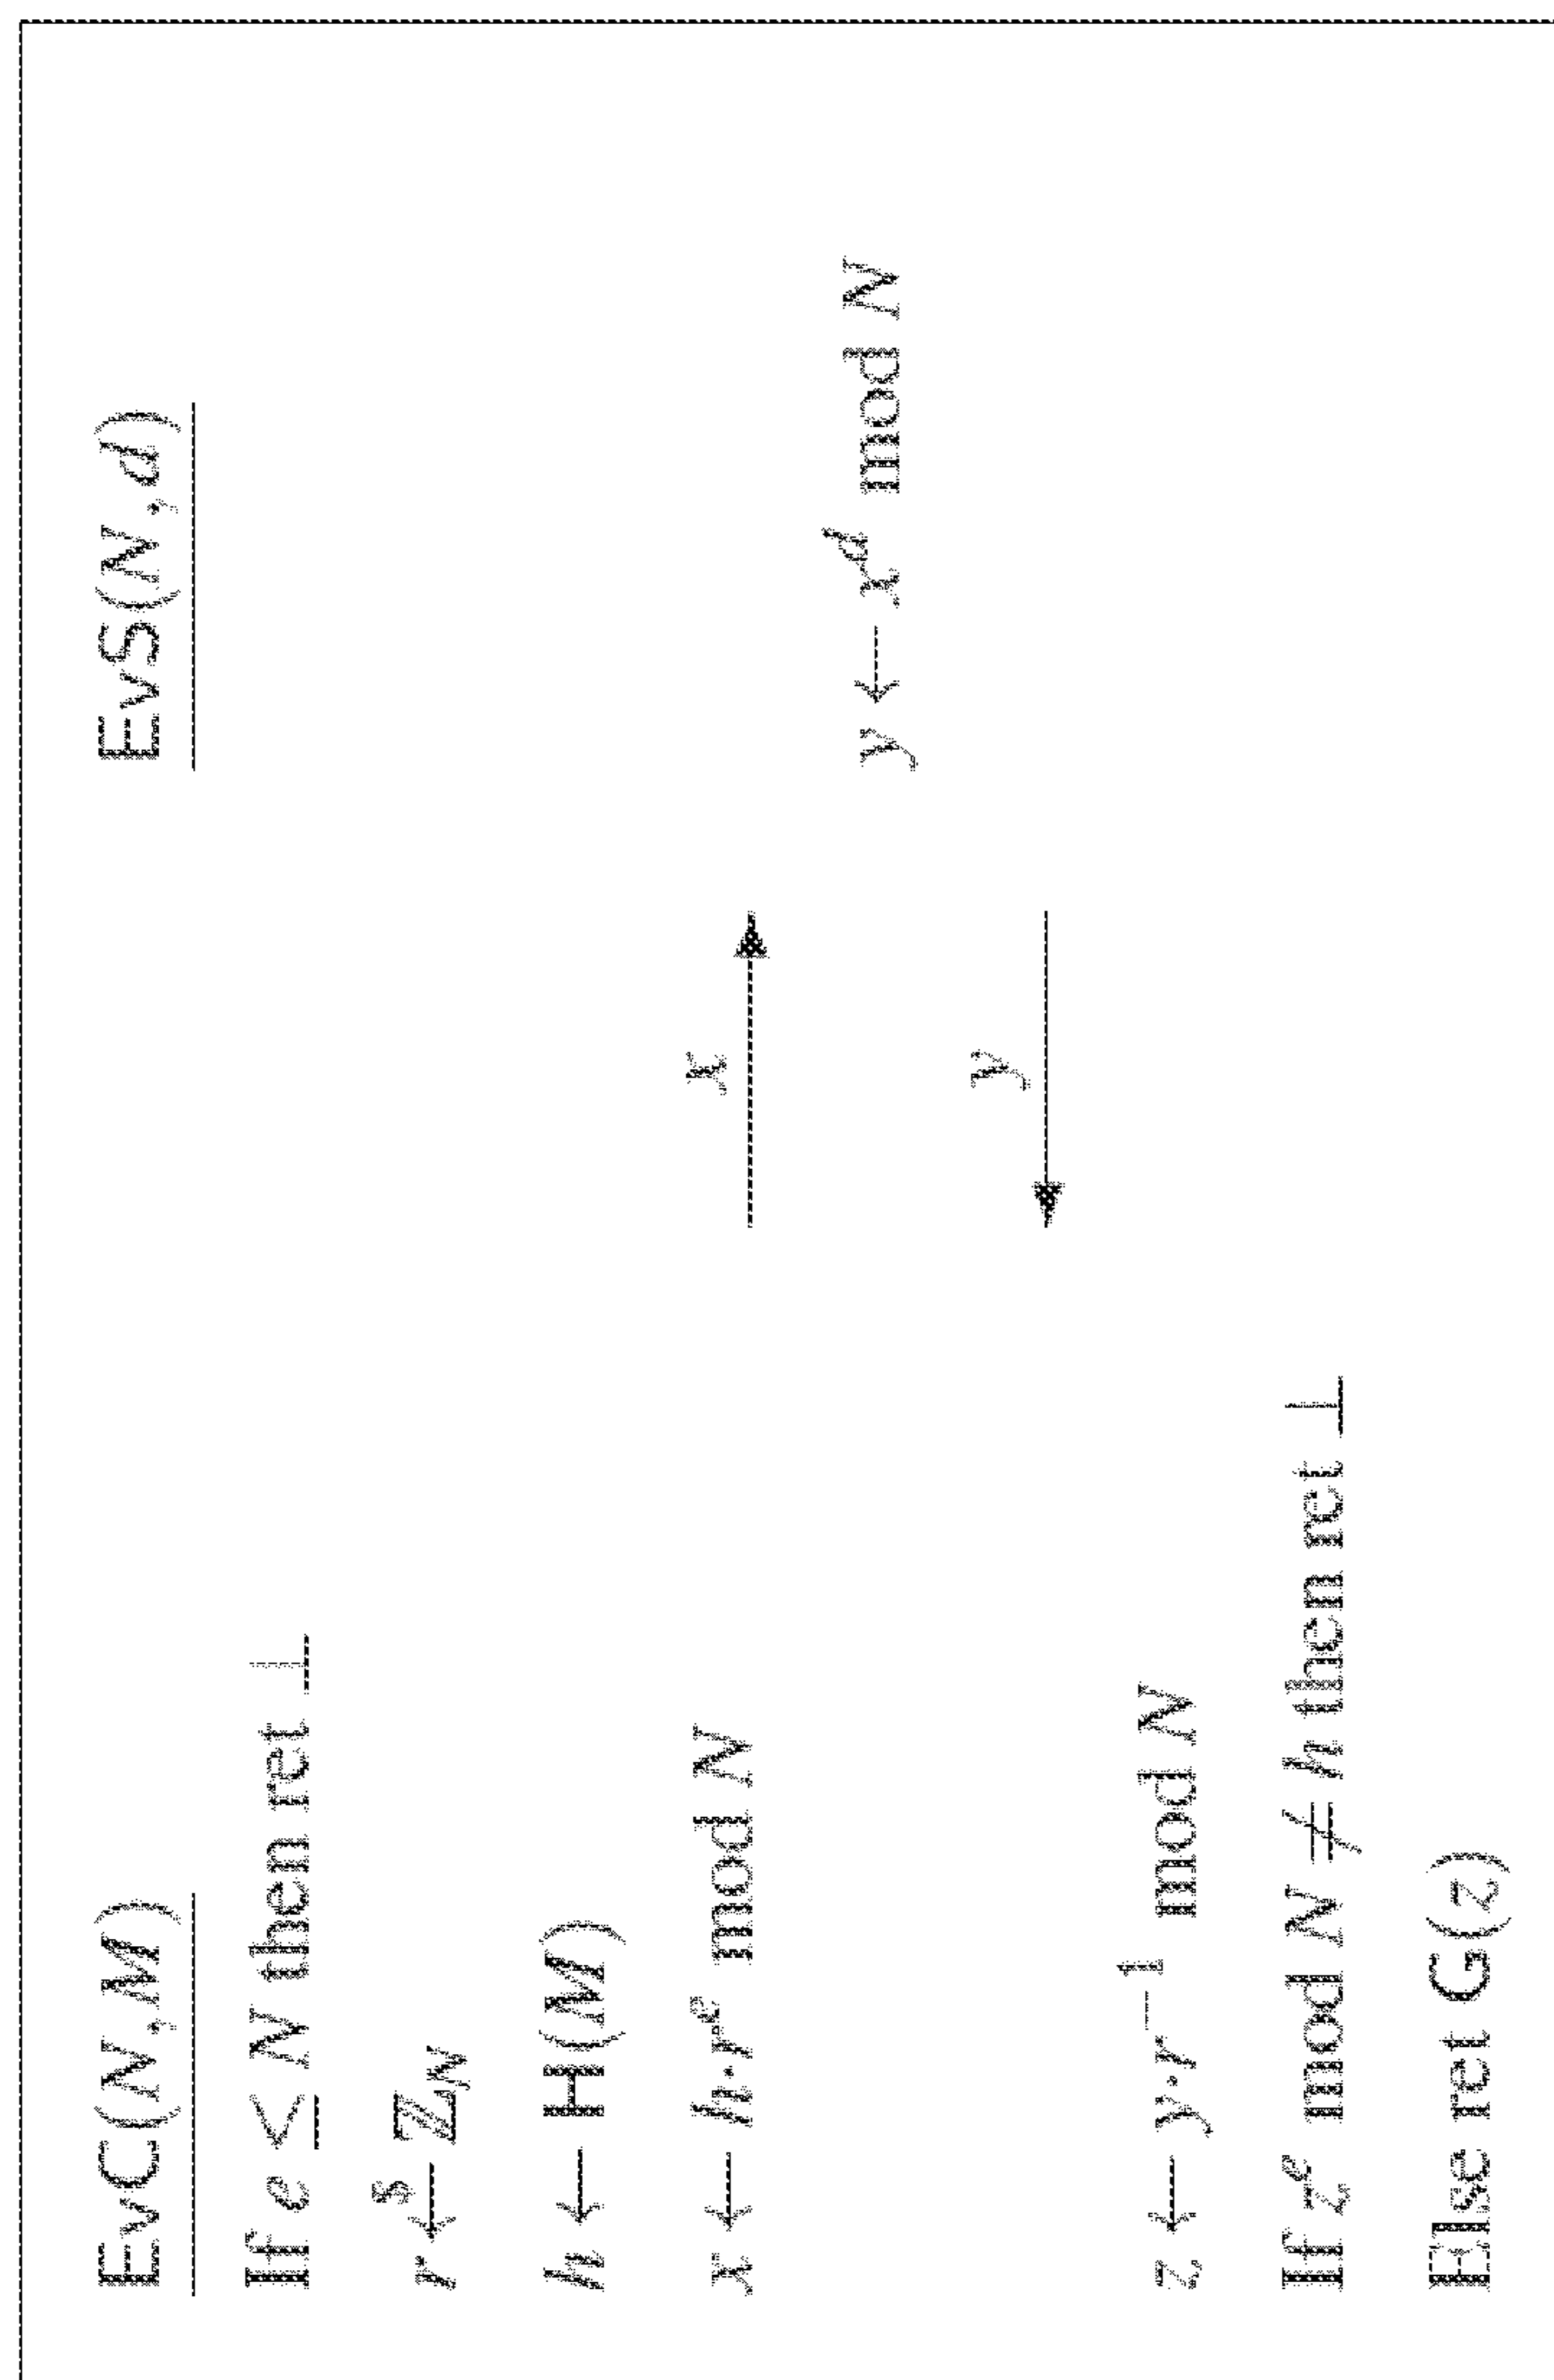 EvC(N,M)
If e ≤ N then ret ⊥
r ←$ ℤ_N
h ← H(M)
x ← h·r^e mod N
x
EvS(N,d)
y ← x^d mod N
y
z ← y·r^−1 mod N
If z^e mod N ≠ h then ret ⊥
Else ret G(z)